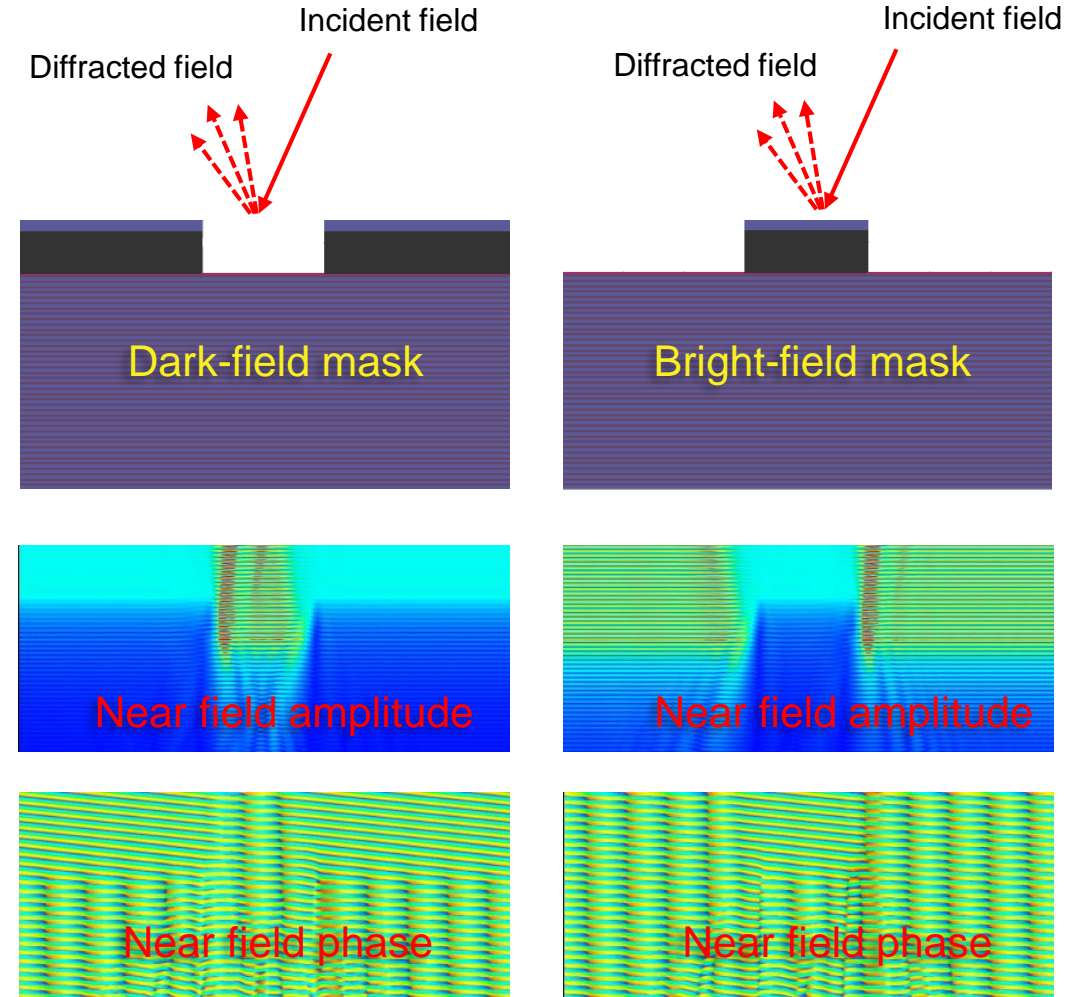 Incident field
Diffracted field
Dark-field mask
Near field amplitude
Near field phase
Incident field
Diffracted field
Bright-field mask
Near field amplitude
Near field phase